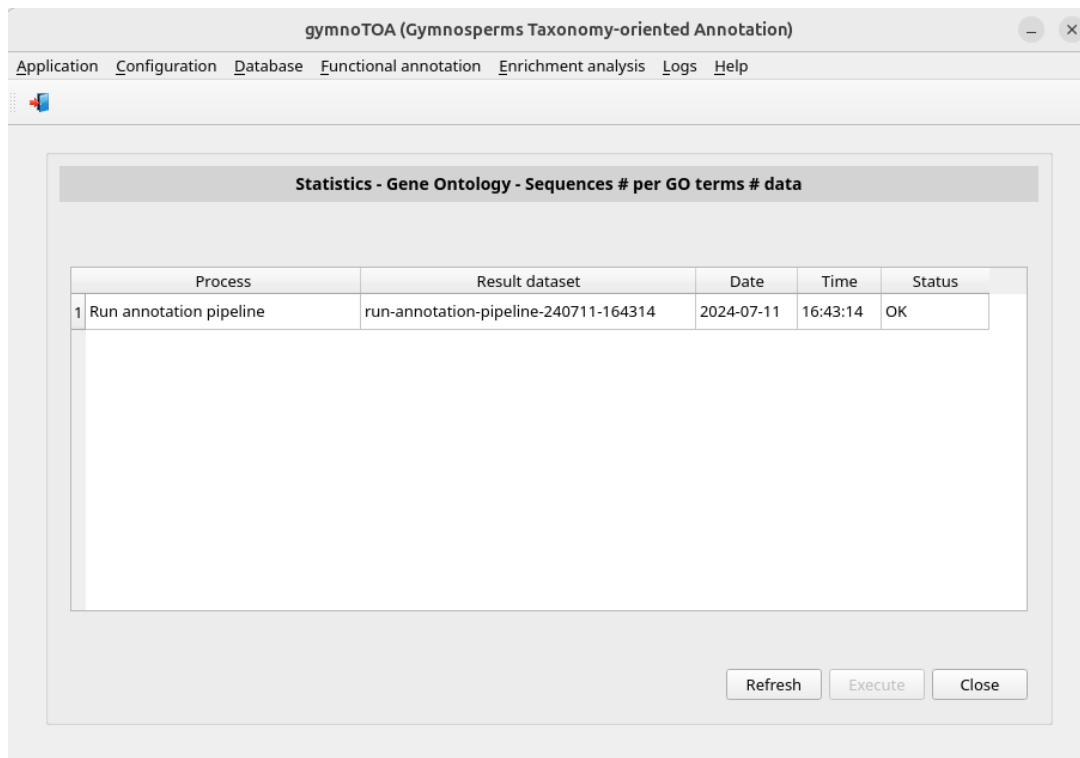 gymnoTOA (Gymnosperms Taxonomy-oriented Annotation)
Application Configuration Database Functional annotation Enrichment analysis Logs Help
Statistics - Gene Ontology - Sequences # per GO terms # data
Process Result dataset Date Time Status
1 Run annotation pipeline run-annotation-pipeline-240711-164314 2024-07-11 16:43:14 OK
Refresh Execute Close